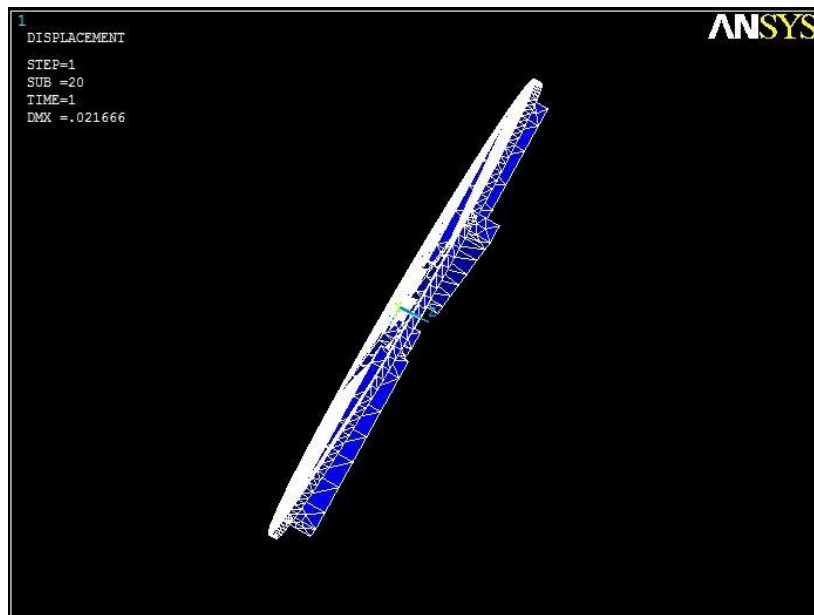 1
ANSYS
DISPLACEMENT
STEP=1
SUB =20
TIME=1
DMX =.021666